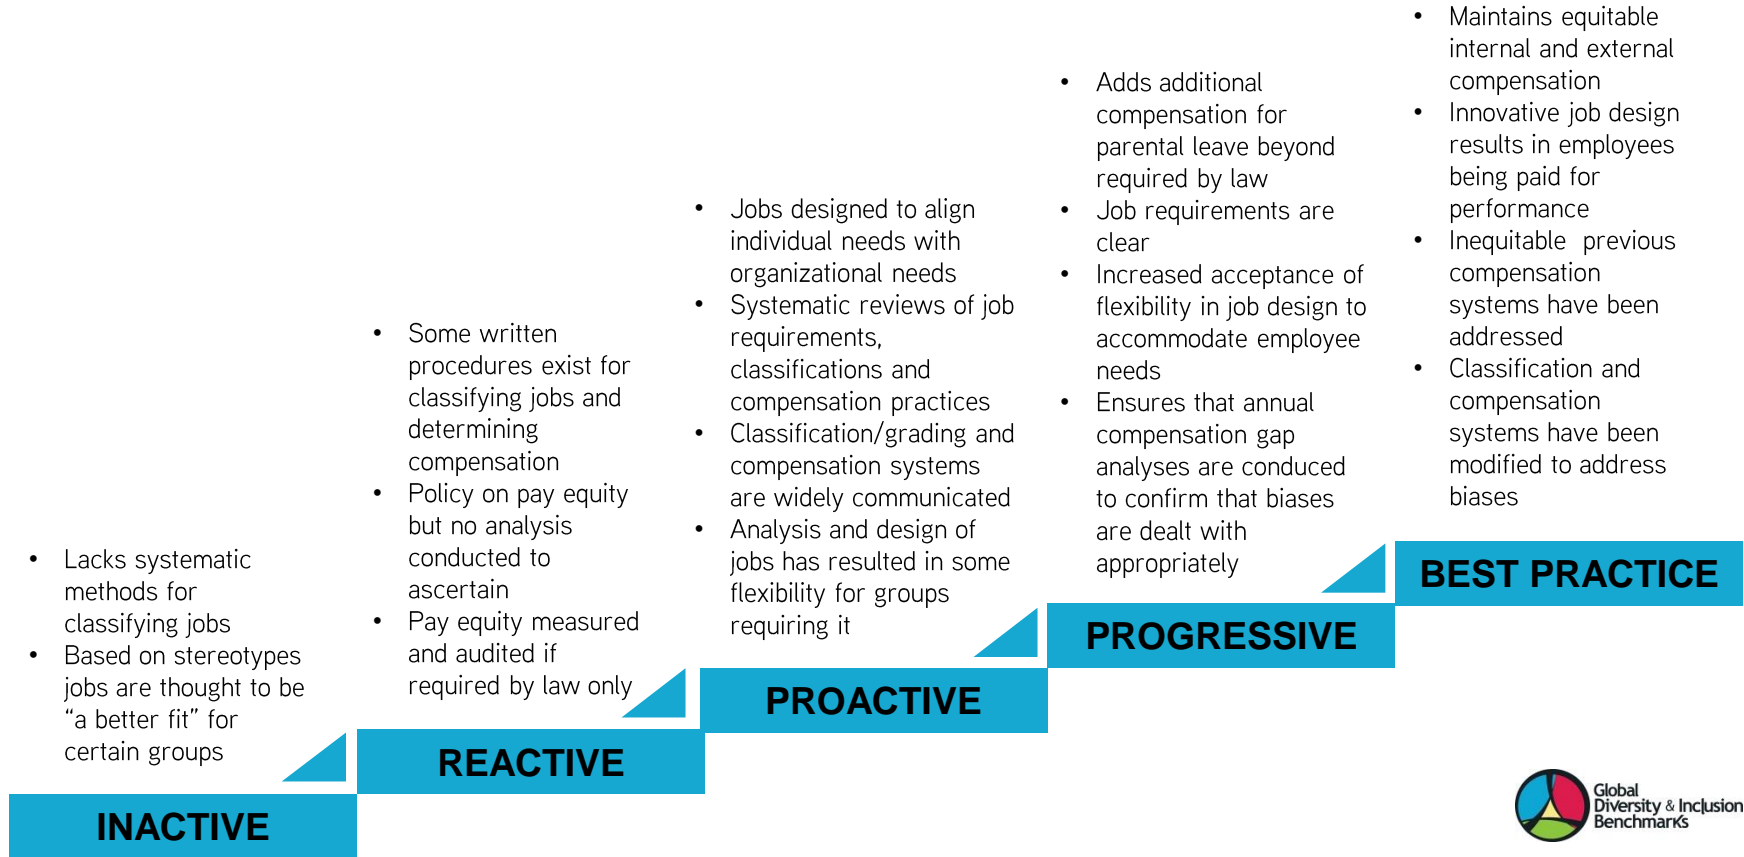 • Lacks systematic
methods for
classifying jobs
• Based on stereotypes
jobs are thought to be
“a better fit” for
certain groups
INACTIVE
• Some written
procedures exist for
classifying jobs and
determining
compensation
• Policy on pay equity
but no analysis
conducted to
ascertain
• Pay equity measured
and audited if
required by law only
REACTIVE
• Jobs designed to align
individual needs with
organizational needs
• Systematic reviews of job
requirements,
classifications and
compensation practices
• Classification/grading and
compensation systems
are widely communicated
• Analysis and design of
jobs has resulted in some
flexibility for groups
requiring it
PROACTIVE
• Adds additional
compensation for
parental leave beyond
required by law
• Job requirements are
clear
• Increased acceptance of
flexibility in job design to
accommodate employee
needs
• Ensures that annual
compensation gap
analyses are conduced
to confirm that biases
are dealt with
appropriately
PROGRESSIVE
• Maintains equitable
internal and external
compensation
• Innovative job design
results in employees
being paid for
performance
• Inequitable previous
compensation
systems have been
addressed
• Classification and
compensation
systems have been
modified to address
biases
BEST PRACTICE
Global
Diversity & Inclusion
Benchmarks